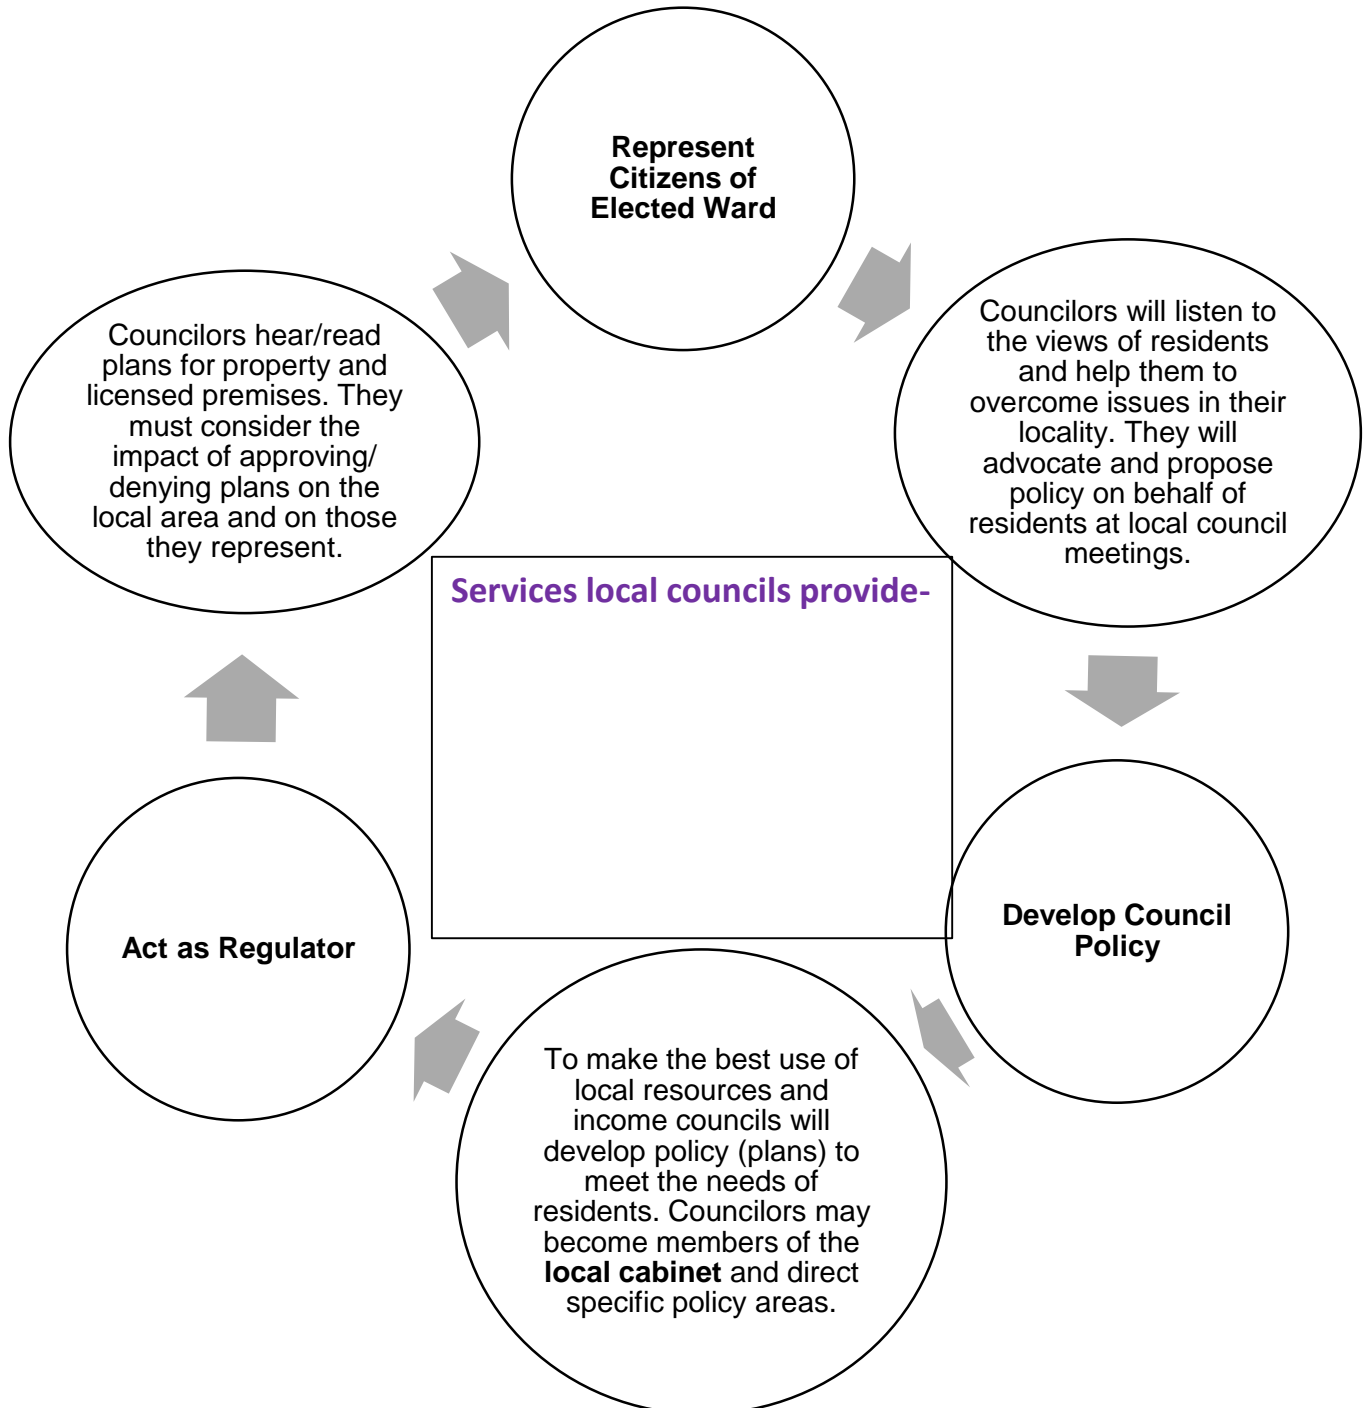 Represent
Citizens of
Elected Ward
Councilors will listen to
the views of residents
and help them to
overcome issues in their
locality. They will
advocate and propose
policy on behalf of
residents at local council
meetings.
Develop Council
Policy
To make the best use of
local resources and
income councils will
develop policy (plans) to
meet the needs of
residents. Councilors may
become members of the
local cabinet and direct
specific policy areas.
Act as Regulator
Councilors hear/read
plans for property and
licensed premises. They
must consider the
impact of approving/
denying plans on the
local area and on those
they represent.
Services local councils provide-